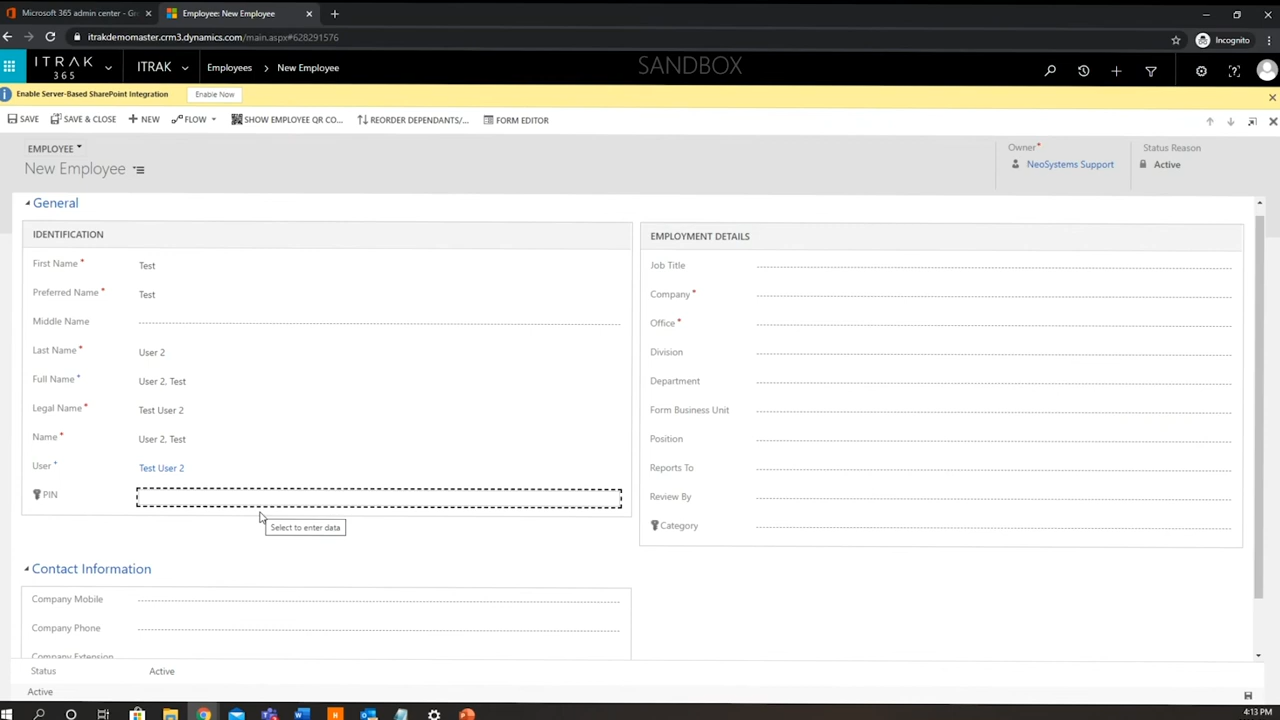 Microsoft 365 admin center - Gr
Employee: New Employee
itrakdemomaster.crm3.dynamics.com/main.aspx#628291576
Incognito
ITRAK 365
ITRAK
Employees > New Employee
SANDBOX
Enable Server-Based SharePoint Integration
Enable Now
SAVE
SAVE & CLOSE
NEW
FLOW
SHOW EMPLOYEE QR CO...
REORDER DEPENDANTS/...
FORM EDITOR
EMPLOYEE
New Employee
Owner*
NeoSystems Support
Status Reason
Active
General
IDENTIFICATION
First Name * Test
Preferred Name * Test
Middle Name
Last Name * User 2
Full Name * User 2, Test
Legal Name * Test User 2
Name * User 2, Test
User * Test User 2
PIN
Select to enter data
EMPLOYMENT DETAILS
Job Title
Company *
Office *
Division
Department
Form Business Unit
Position
Reports To
Review By
Category
Contact Information
Company Mobile
Company Phone
Company Extension
Status Active
Active
4:13 PM